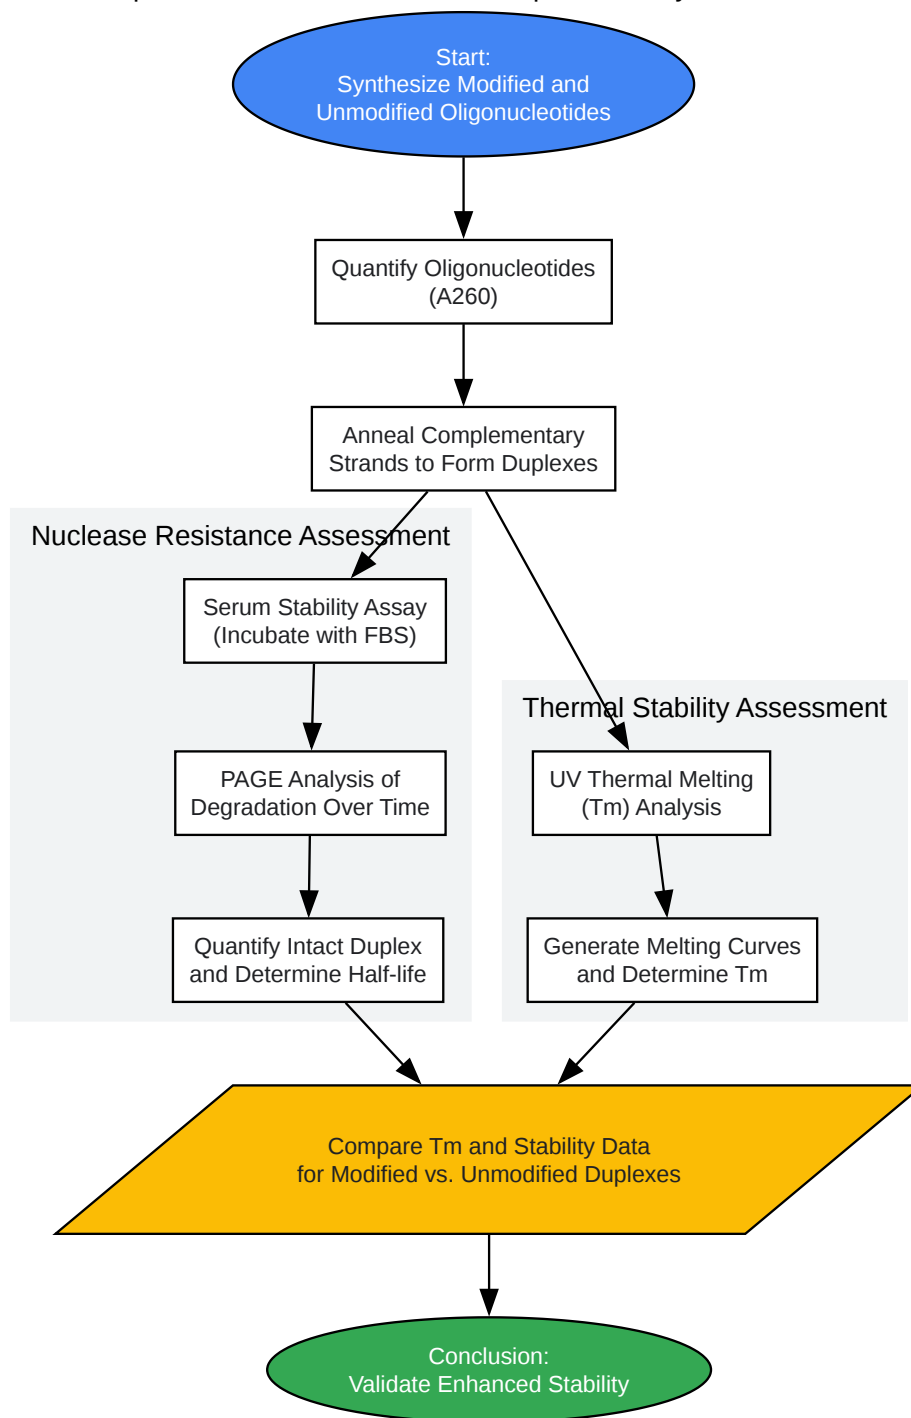 Start:
Synthesize Modified and
Unmodified Oligonucleotides
Quantify Oligonucleotides
(A260)
Anneal Complementary
Strands to Form Duplexes
Nuclease Resistance Assessment
Serum Stability Assay
(Incubate with FBS)
PAGE Analysis of
Degradation Over Time
Quantify Intact Duplex
and Determine Half-life
Thermal Stability Assessment
UV Thermal Melting
(Tm) Analysis
Generate Melting Curves
and Determine Tm
Compare Tm and Stability Data
for Modified vs. Unmodified Duplexes
Conclusion:
Validate Enhanced Stability